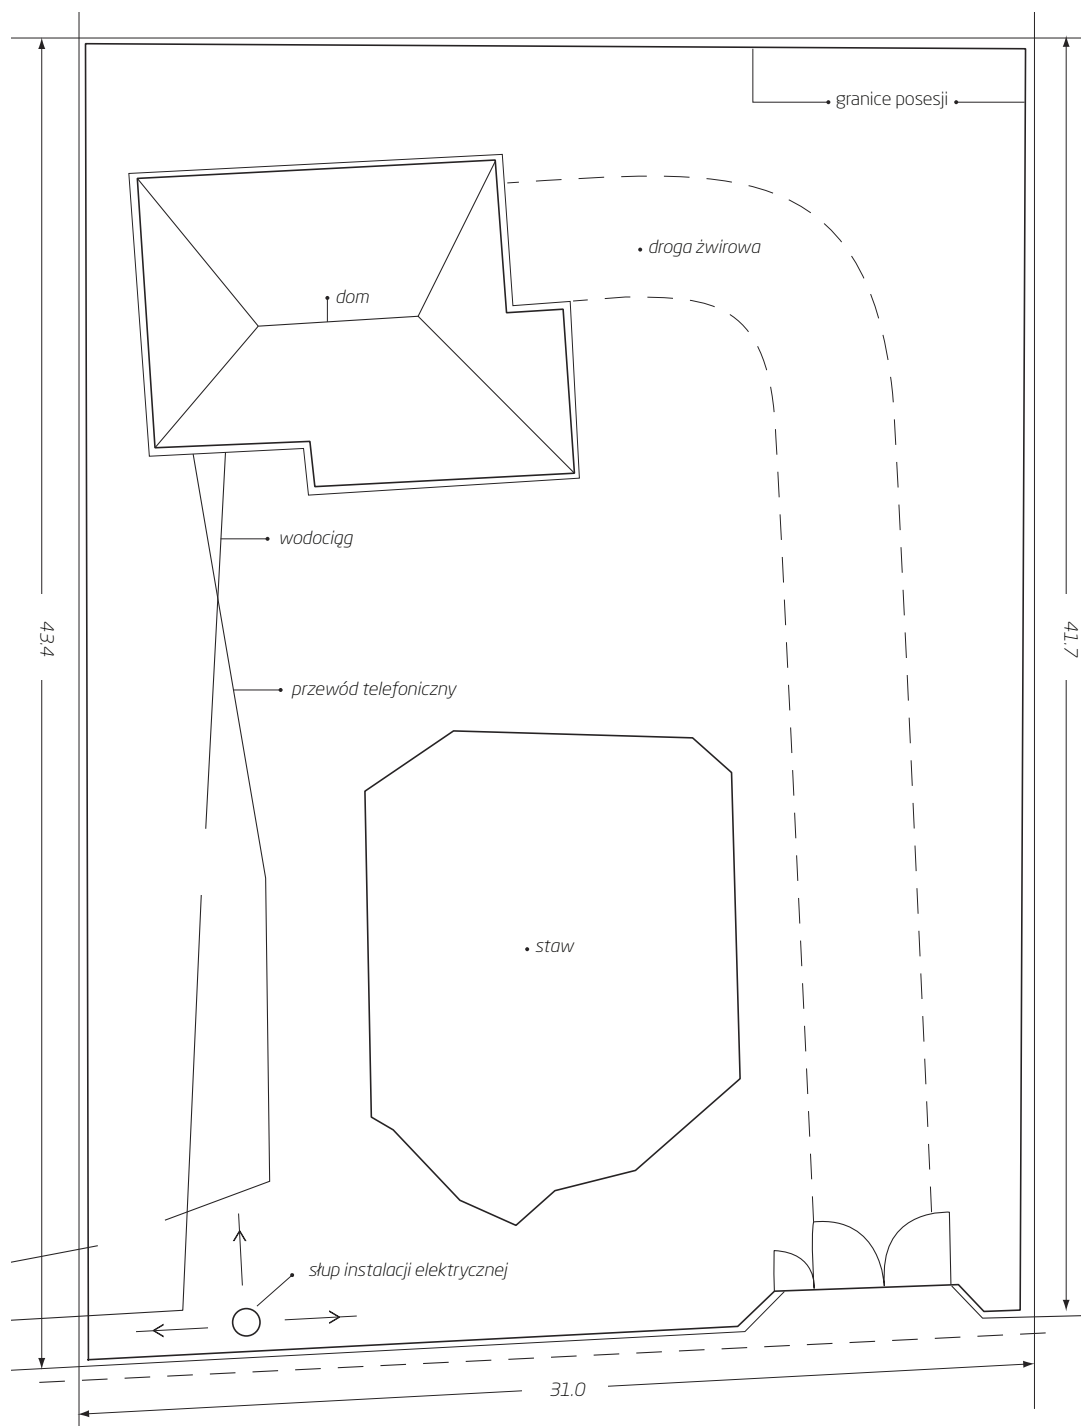 granice posesji
droga żwirowa
dom
wodociąg
43.4
41.7
przewód telefoniczny
staw
słup instalacji elektrycznej
31.0